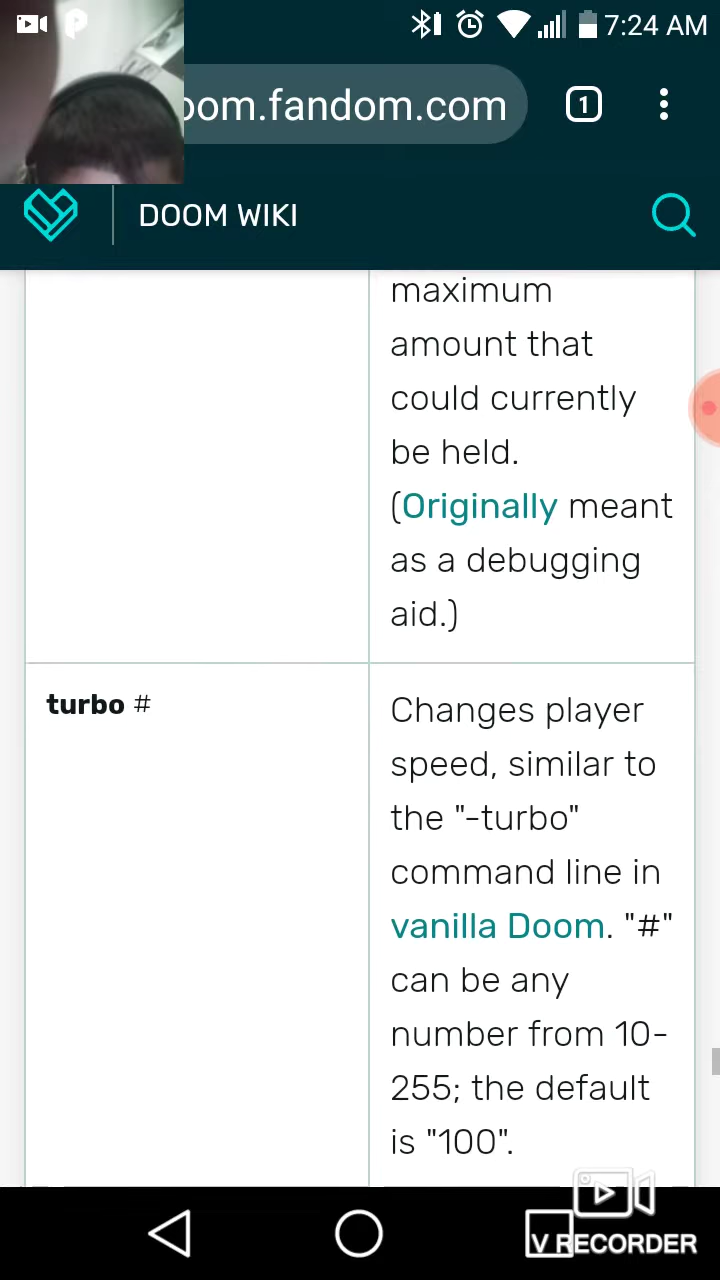 7:24 AM
oom.fandom.com
1
DOOM WIKI
maximum
amount that
could currently
be held.
(Originally meant
as a debugging
aid.)
turbo #
Changes player
speed, similar to
the "-turbo"
command line in
vanilla Doom. "#"
can be any
number from 10-
255; the default
is "100".
V RECORDER